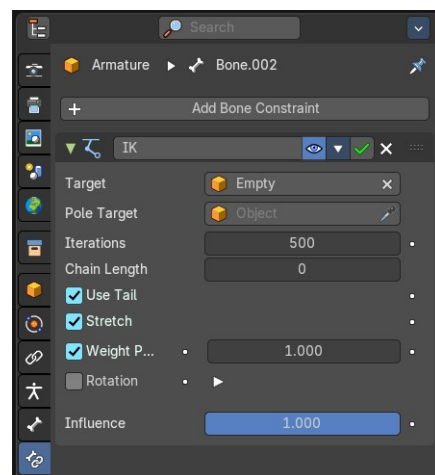 Search
Armature Bone.002
+ Add Bone Constraint
IK
Target Empty
Pole Target Object
Iterations 500
Chain Length 0
Use Tail
Stretch
Weight P... 1.000
Rotation
Influence 1.000